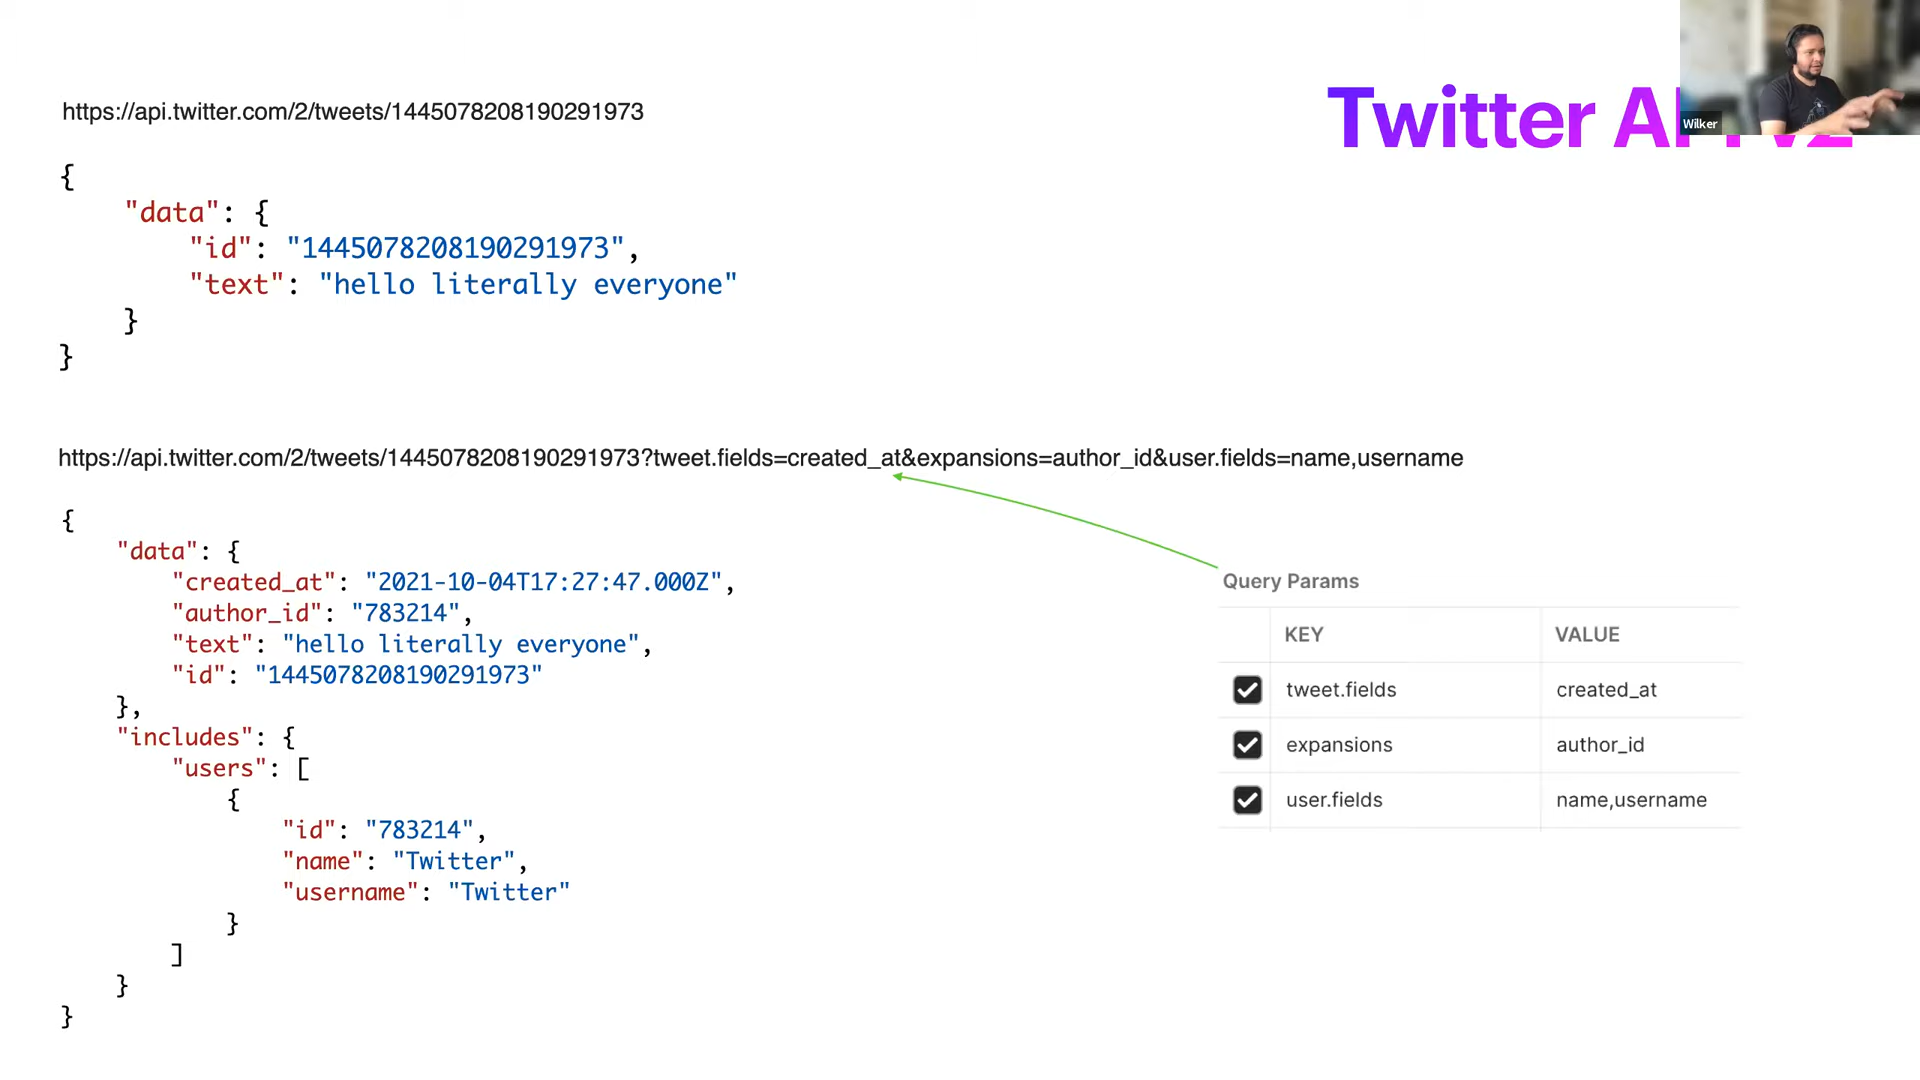 https://api.twitter.com/2/tweets/1445078208190291973
Twitter API v2
Wilker
{
"data": {
"id": "1445078208190291973",
"text": "hello literally everyone"
}
}
https://api.twitter.com/2/tweets/1445078208190291973?tweet.fields=created_at&expansions=author_id&user.fields=name,username
{
"data": {
"created_at": "2021-10-04T17:27:47.000Z",
"author_id": "783214",
"text": "hello literally everyone",
"id": "1445078208190291973"
},
"includes": {
"users": [
{
"id": "783214",
"name": "Twitter",
"username": "Twitter"
}
]
}
}
Query Params
KEY VALUE
tweet.fields created_at
expansions author_id
user.fields name,username